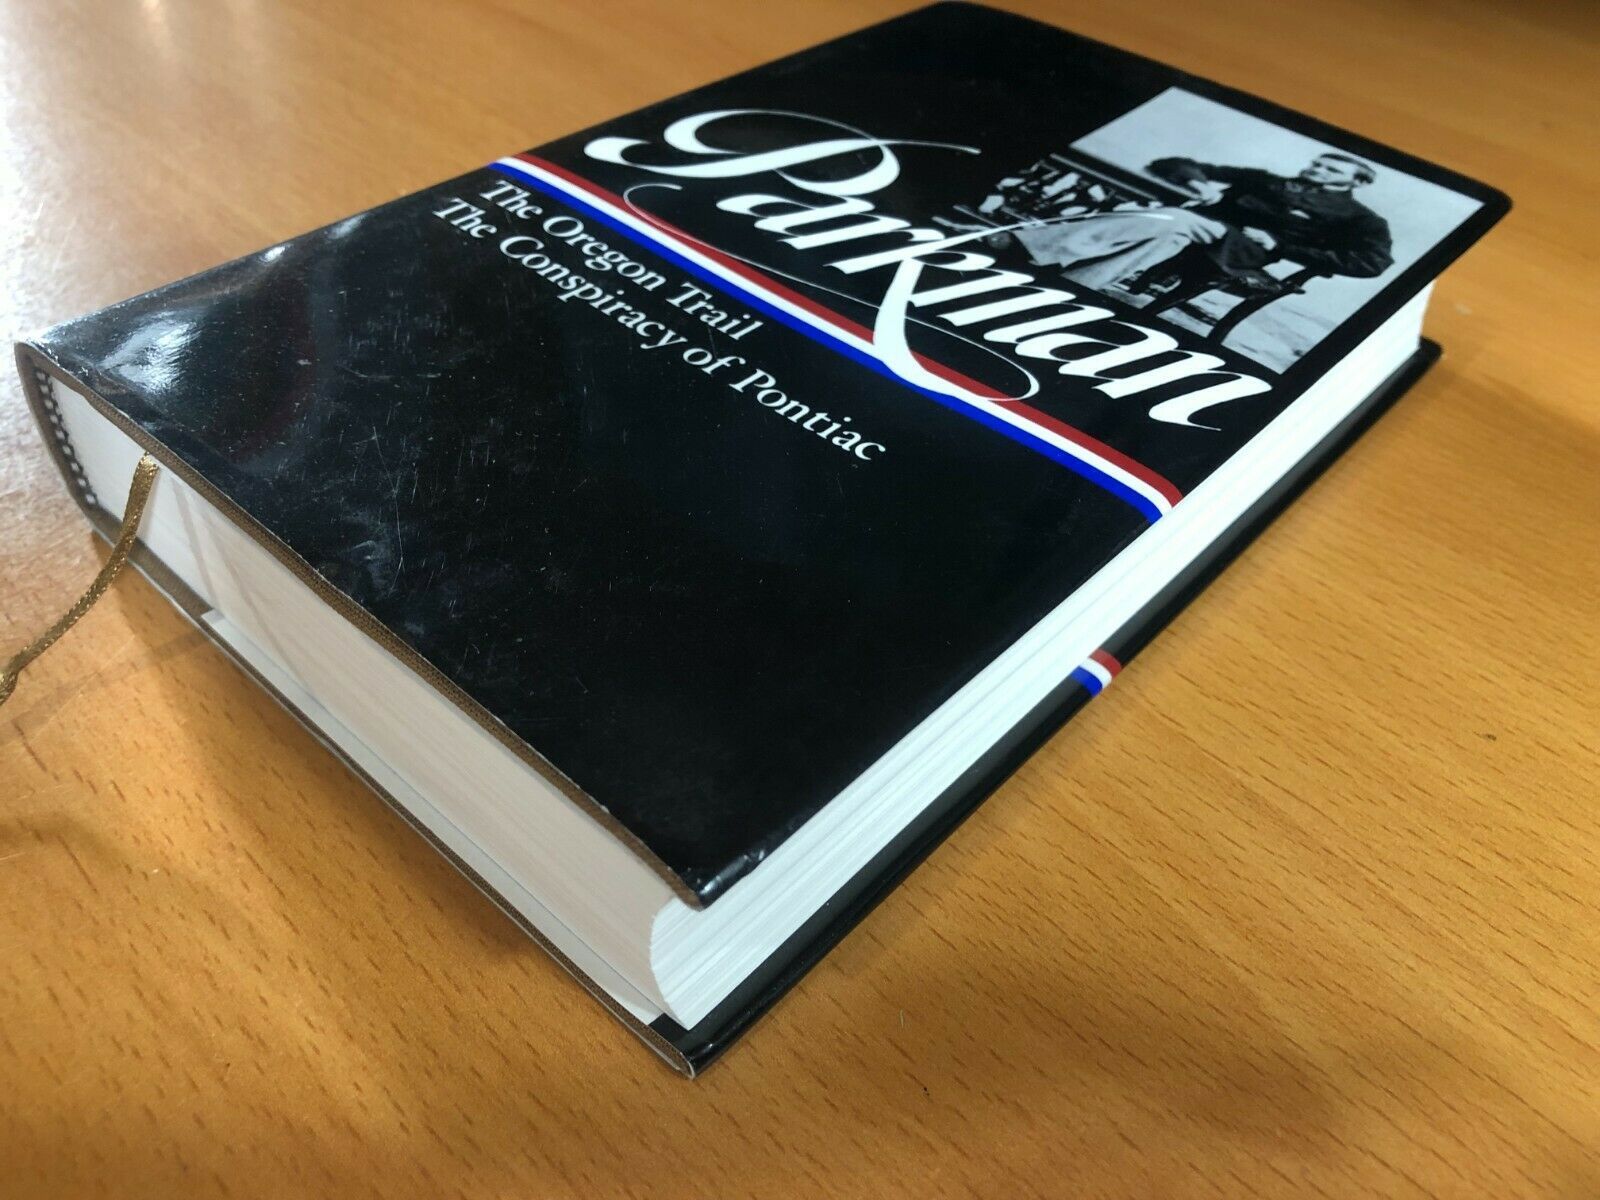 Parkman
The Oregon Trail
The Conspiracy of Pontiac